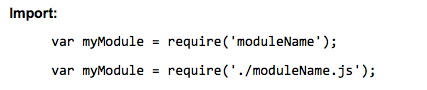 Import:
var myModule = require('moduleName');
var myModule = require('./moduleName.js');